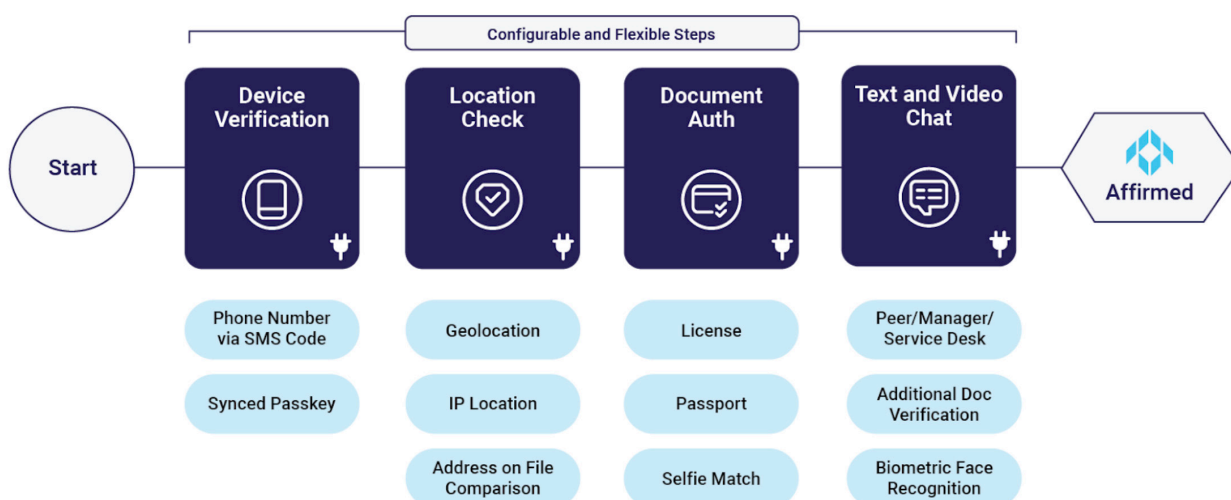 Configurable and Flexible Steps
Start
Device
Verification
Location
Check
Document
Auth
Text and Video
Chat
Affirmed
Phone Number
via SMS Code
Synced Passkey
Geolocation
IP Location
Address on File
Comparison
License
Passport
Selfie Match
Peer/Manager/
Service Desk
Additional Doc
Verification
Biometric Face
Recognition